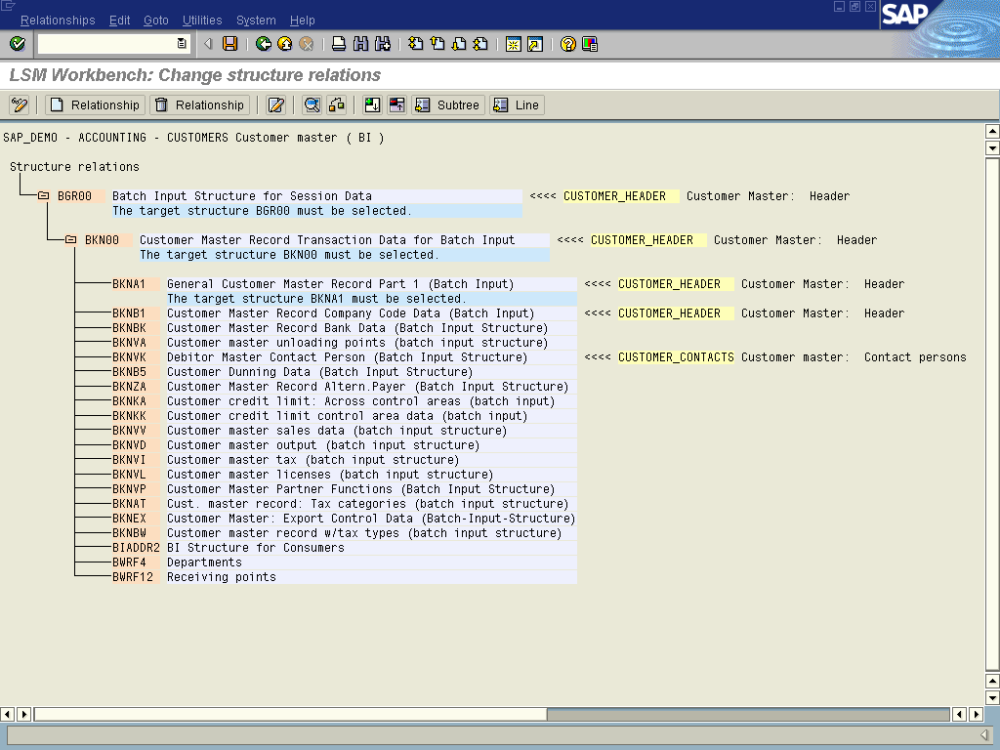 Relationships Edit Goto Utilities System Help
SAP
LSM Workbench: Change structure relations
Relationship Relationship Subtree Line
SAP_DEMO - ACCOUNTING - CUSTOMERS Customer master ( BI )
Structure relations
BGR00 Batch Input Structure for Session Data <<<< CUSTOMER_HEADER Customer Master: Header
The target structure BGR00 must be selected.
BKN00 Customer Master Record Transaction Data for Batch Input <<<< CUSTOMER_HEADER Customer Master: Header
The target structure BKN00 must be selected.
BKNA1 General Customer Master Record Part 1 (Batch Input) <<<< CUSTOMER_HEADER Customer Master: Header
The target structure BKNA1 must be selected.
BKNB1 Customer Master Record Company Code Data (Batch Input) <<<< CUSTOMER_HEADER Customer Master: Header
BKNBK Customer Master Record Bank Data (Batch Input Structure)
BKNVA Customer master unloading points (batch input structure)
BKNVK Debitor Master Contact Person (Batch Input Structure) <<<< CUSTOMER_CONTACTS Customer master: Contact persons
BKNB5 Customer Dunning Data (Batch Input Structure)
BKNZA Customer Master Record Altern.Payer (Batch Input Structure)
BKNKA Customer credit limit: Across control areas (batch input)
BKNKK Customer credit limit control area data (batch input)
BKNVV Customer master sales data (batch input structure)
BKNVD Customer master output (batch input structure)
BKNVI Customer master tax (batch input structure)
BKNVL Customer master licenses (batch input structure)
BKNVP Customer Master Partner Functions (Batch Input Structure)
BKNAT Cust. master record: Tax categories (batch input structure)
BKNEX Customer Master: Export Control Data (Batch-Input-Structure)
BKNBW Customer master record w/tax types (batch input structure)
BIADDR2 BI Structure for Consumers
BWRF4 Departments
BWRF12 Receiving points